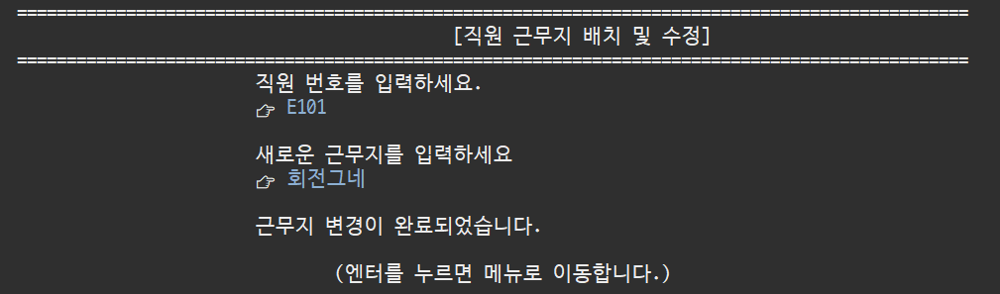 ================================================================================================
[직원 근무지 배치 및 수정]
================================================================================================
직원 번호를 입력하세요.
👉 E101
새로운 근무지를 입력하세요
👉 회전그네
근무지 변경이 완료되었습니다.
(엔터를 누르면 메뉴로 이동합니다.)